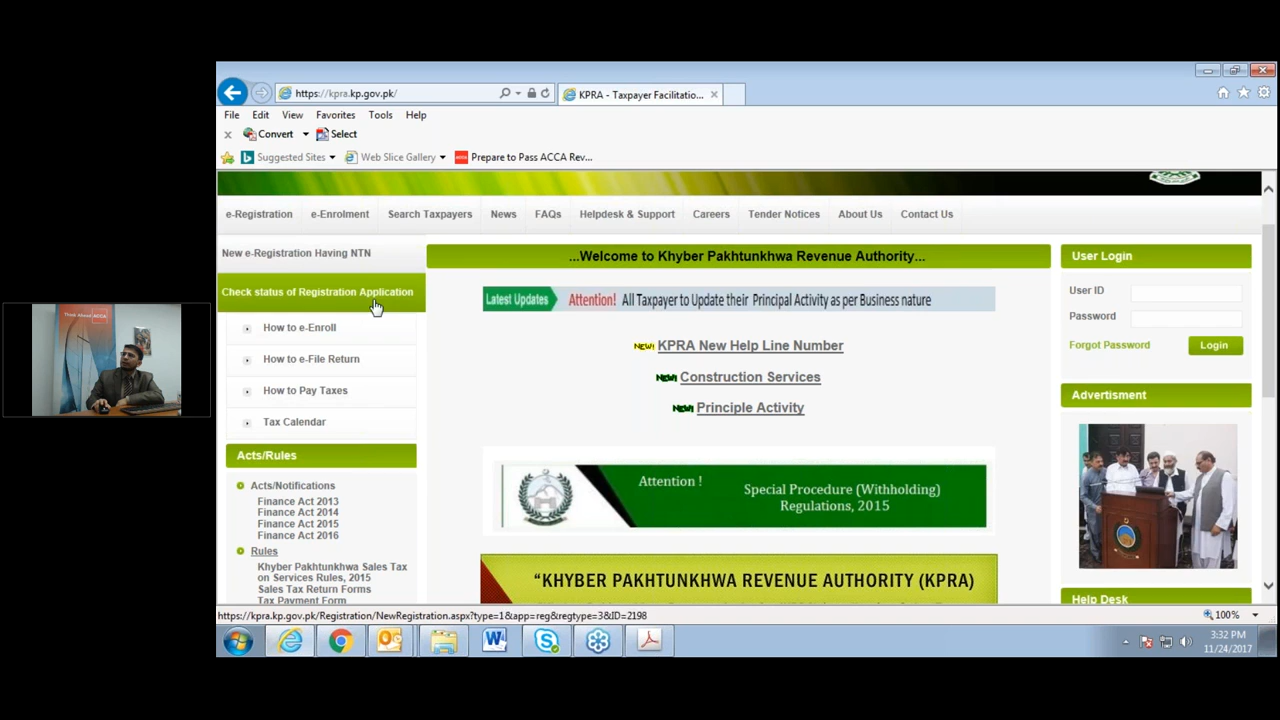 https://kpra.kp.gov.pk/
KPRA - Taxpayer Facilitatio...
File Edit View Favorites Tools Help
Convert Select
Suggested Sites Web Slice Gallery Prepare to Pass ACCA Rev...
e-Registration e-Enrolment Search Taxpayers News FAQs Helpdesk & Support Careers Tender Notices About Us Contact Us
New e-Registration Having NTN
Check status of Registration Application
How to e-Enroll
How to e-File Return
How to Pay Taxes
Tax Calendar
Acts/Rules
Acts/Notifications
Finance Act 2013
Finance Act 2014
Finance Act 2015
Finance Act 2016
Rules
Khyber Pakhtunkhwa Sales Tax
on Services Rules, 2015
Sales Tax Return Forms
Tax Payment Form
...Welcome to Khyber Pakhtunkhwa Revenue Authority...
Latest Updates Attention! All Taxpayer to Update their Principal Activity as per Business nature
NEW! KPRA New Help Line Number
NEW! Construction Services
NEW! Principle Activity
Attention !
Special Procedure (Withholding)
Regulations, 2015
“KHYBER PAKHTUNKHWA REVENUE AUTHORITY (KPRA)
User Login
User ID
Password
Forgot Password Login
Advertisment
Help Desk
https://kpra.kp.gov.pk/Registration/NewRegistration.aspx?type=1&app=reg&regtype=3&ID=2198
100%
3:32 PM
11/24/2017
Think Ahead ACCA